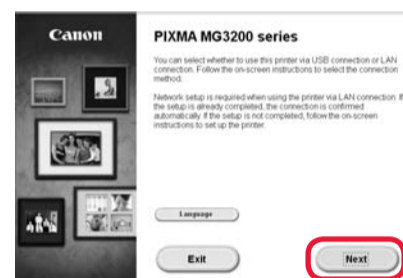 Canon
PIXMA MG3200 series
You can select whether to use this printer via USB connection or LAN
connection. Follow the on-screen instructions to select the connection
method.
Network setup is required when using the printer via LAN connection. If
the setup is already completed, the connection is confirmed
automatically. If the setup is not completed, follow the on-screen
instructions to set up the printer.
Language
Exit
Next